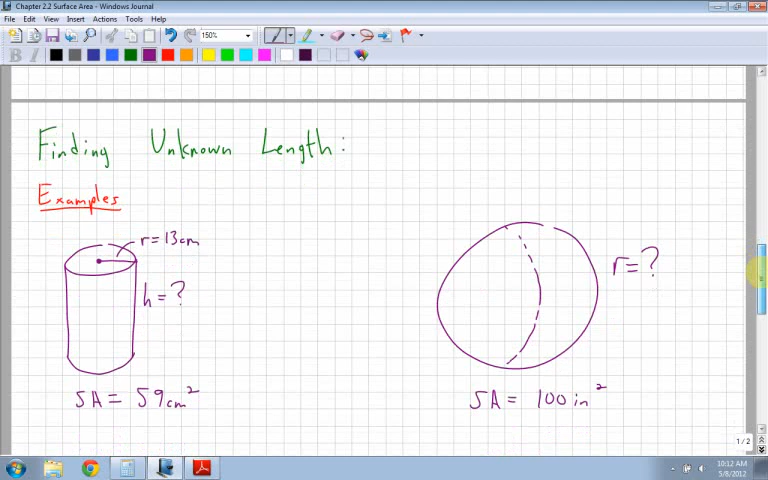 Chapter 2.2 Surface Area - Windows Journal
File Edit View Insert Actions Tools Help
150%
B I
Finding Unknown Length:
Examples
r = 13cm
h = ?
SA = 59cm²
r = ?
SA = 100 in²
1 / 2
10:12 AM
5/8/2012